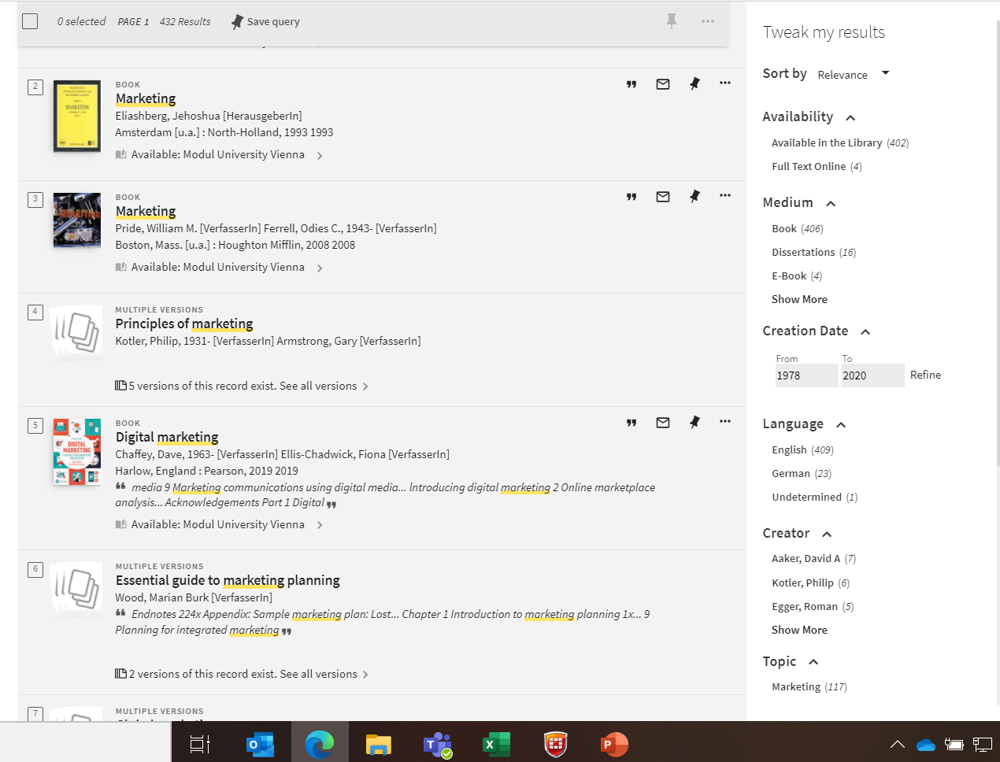 0 selected PAGE 1 432 Results Save query
2
BOOK
Marketing
Eliashberg, Jehoshua [HerausgeberIn]
Amsterdam [u.a.] : North-Holland, 1993 1993
Available: Modul University Vienna
MARKETING
3
BOOK
Marketing
Pride, William M. [VerfasserIn] Ferrell, Odies C., 1943- [VerfasserIn]
Boston, Mass. [u.a.] : Houghton Mifflin, 2008 2008
Available: Modul University Vienna
4
MULTIPLE VERSIONS
Principles of marketing
Kotler, Philip, 1931- [VerfasserIn] Armstrong, Gary [VerfasserIn]
5 versions of this record exist. See all versions
5
BOOK
Digital marketing
Chaffey, Dave, 1963- [VerfasserIn] Ellis-Chadwick, Fiona [VerfasserIn]
Harlow, England : Pearson, 2019 2019
❝ media 9 Marketing communications using digital media... Introducing digital marketing 2 Online marketplace
analysis... Acknowledgements Part 1 Digital ❞
Available: Modul University Vienna
DIGITAL
MARKETING
6
MULTIPLE VERSIONS
Essential guide to marketing planning
Wood, Marian Burk [VerfasserIn]
❝ Endnotes 224x Appendix: Sample marketing plan: Lost... Chapter 1 Introduction to marketing planning 1x... 9
Planning for integrated marketing ❞
2 versions of this record exist. See all versions
7
MULTIPLE VERSIONS
Tweak my results
Sort by Relevance
Availability
Available in the Library (402)
Full Text Online (4)
Medium
Book (406)
Dissertations (16)
E-Book (4)
Show More
Creation Date
From To
1978 2020 Refine
Language
English (409)
German (23)
Undetermined (1)
Creator
Aaker, David A (7)
Kotler, Philip (6)
Egger, Roman (5)
Show More
Topic
Marketing (117)